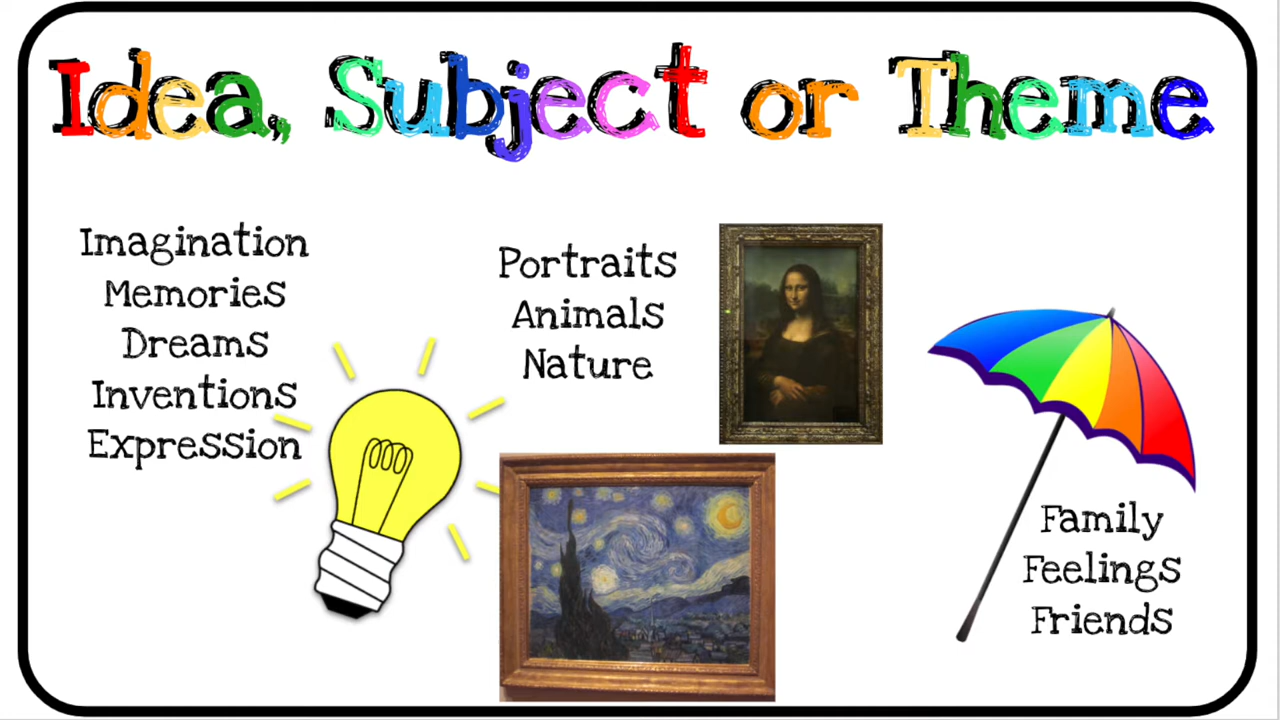 Idea, Subject or Theme
Imagination
Memories
Dreams
Inventions
Expression
Portraits
Animals
Nature
Family
Feelings
Friends